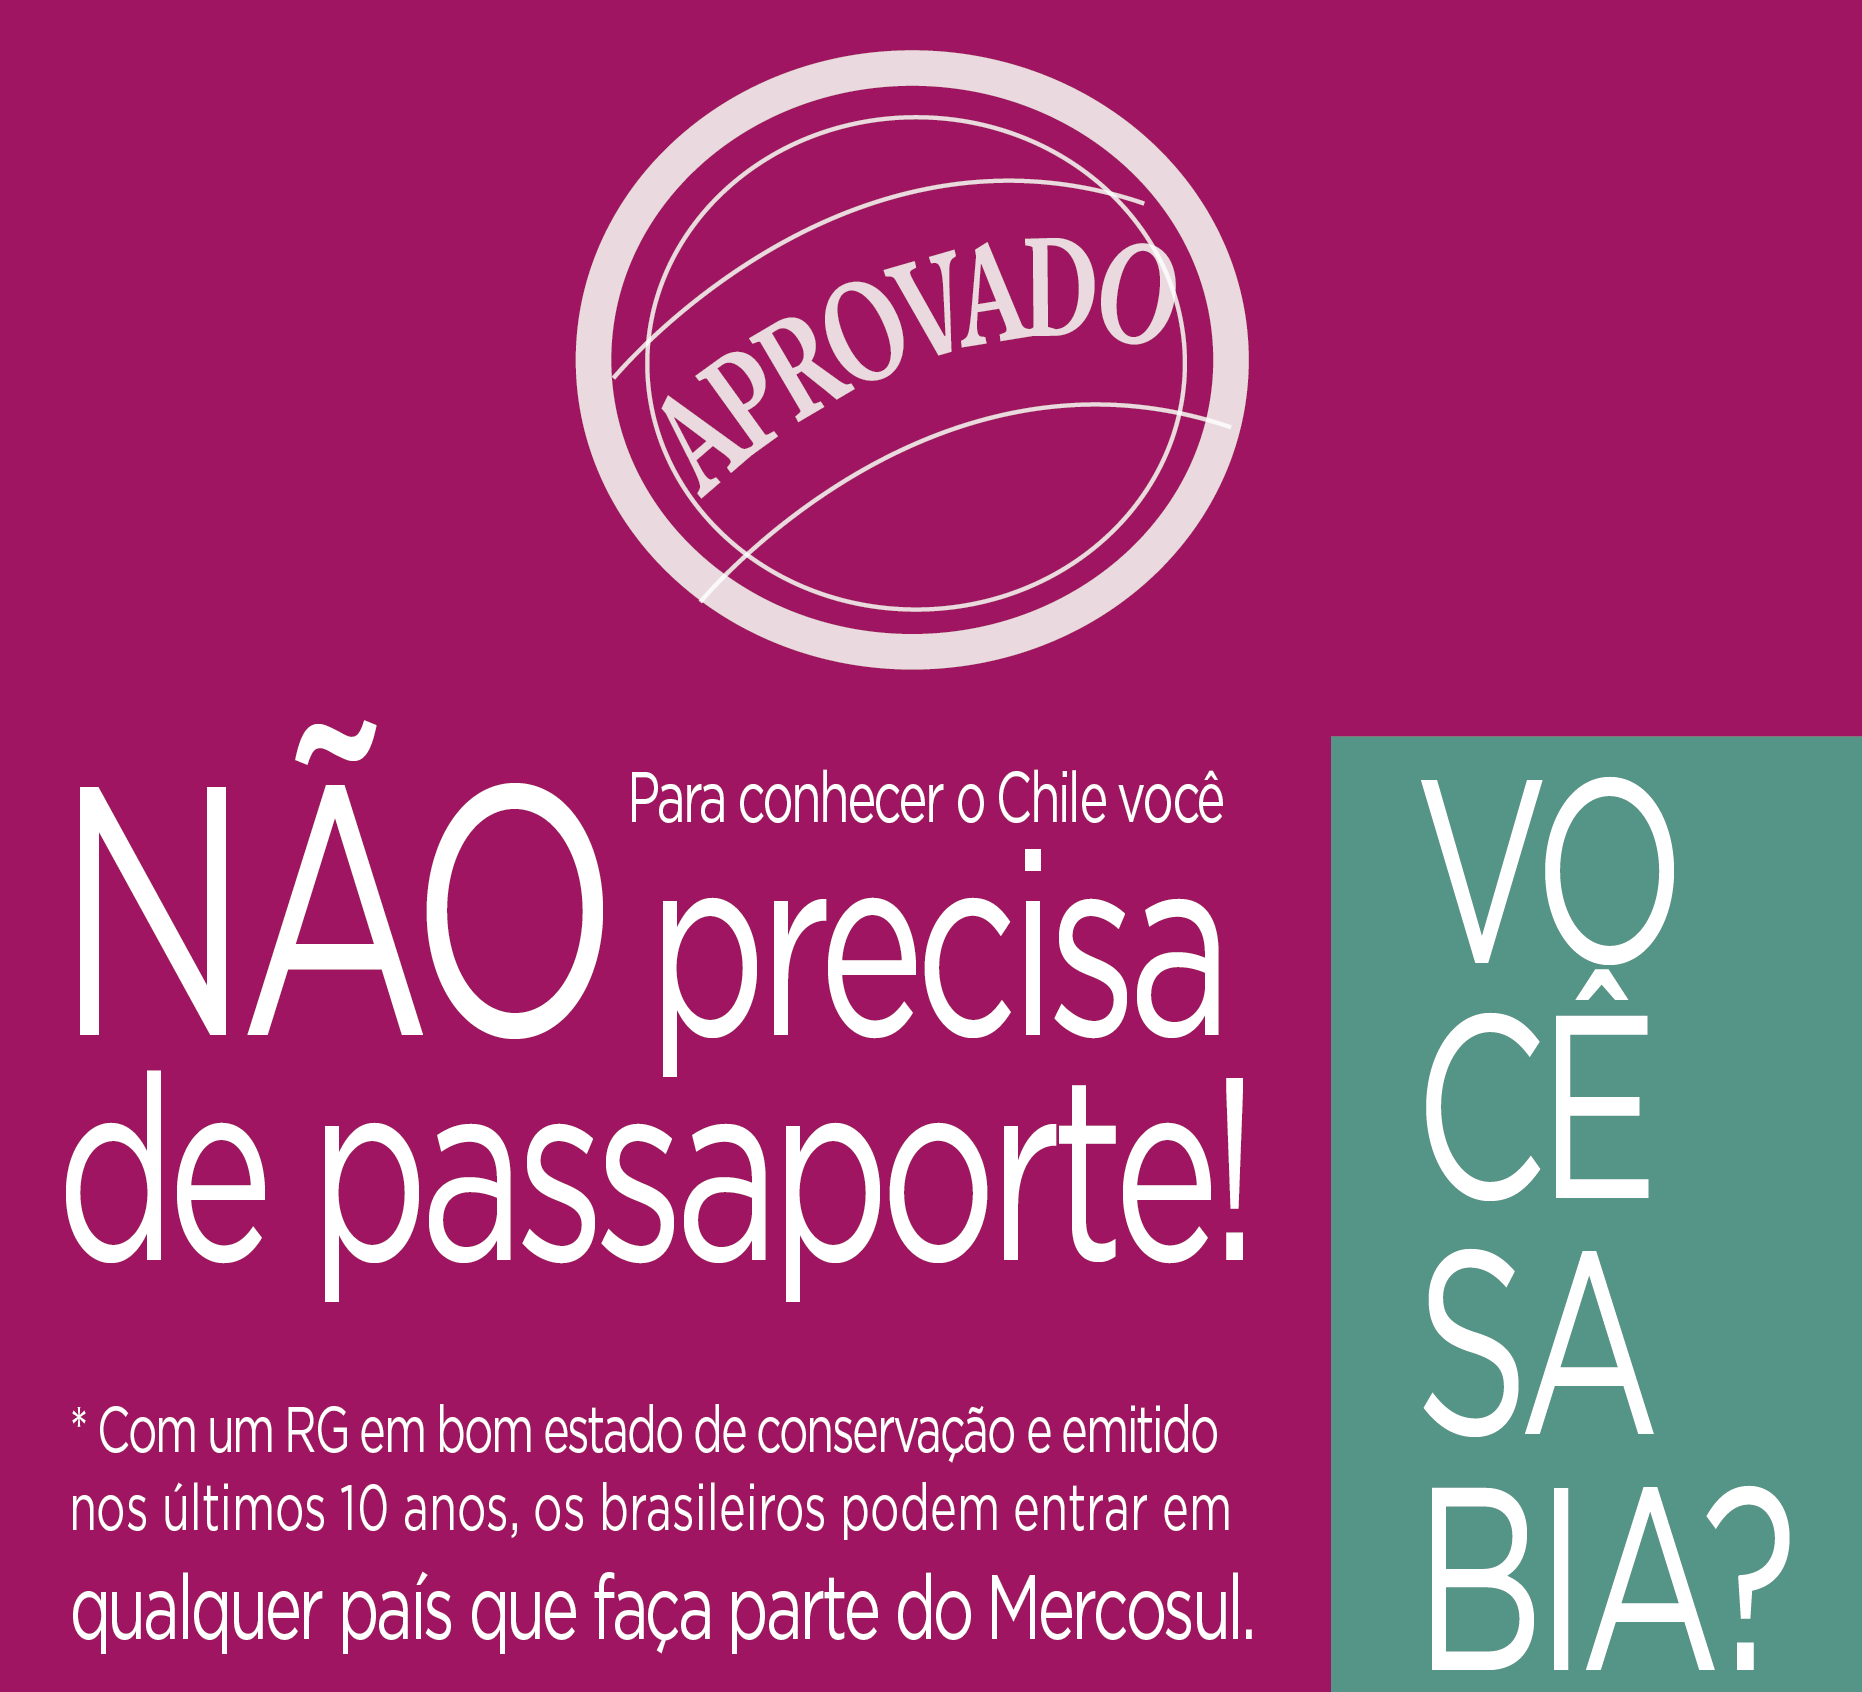 APROVADO
Para conhecer o Chile você
NÃO precisa
de passaporte!
* Com um RG em bom estado de conservação e emitido
nos últimos 10 anos, os brasileiros podem entrar em
qualquer país que faça parte do Mercosul.
VO
CÊ
SA
BIA?